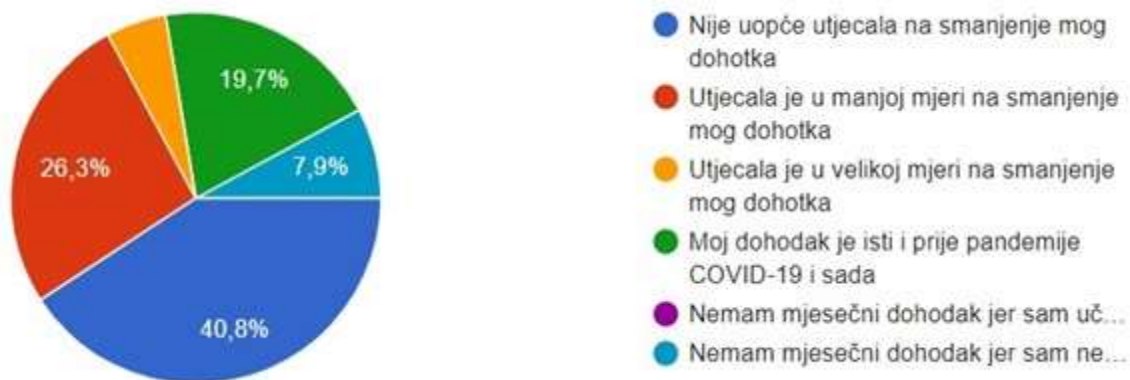 19,7%
7,9%
26,3%
40,8%
Nije uopče utjecala na smanjenje mog
dohotka
Utjecala je u manjoj mjeri na smanjenje
mog dohotka
Utjecala je u velikoj mjeri na smanjenje
mog dohotka
Moj dohodak je isti i prije pandemije
COVID-19 i sada
Nemam mjesečni dohodak jer sam uč...
Nemam mjesečni dohodak jer sam ne...